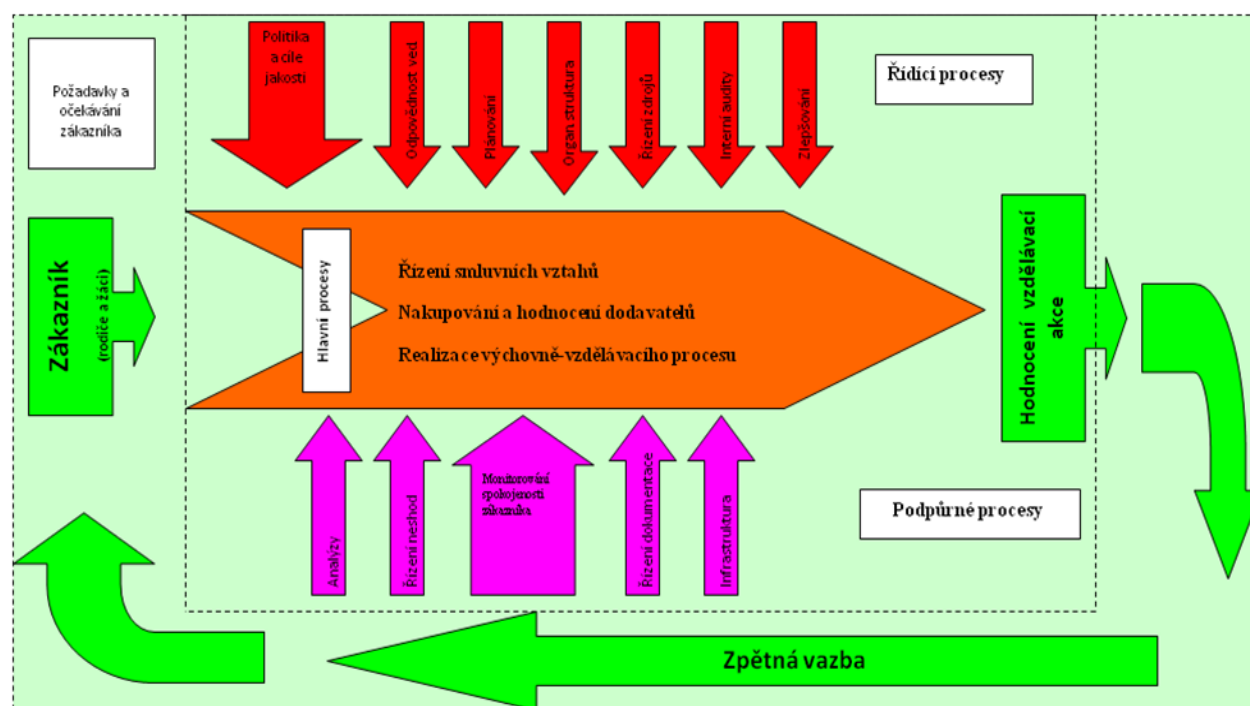 Politika
a cíle
jakosti
Odpovědnost ved.
Plánování
Organ struktura
Řízení zdrojů
Interní audity
Zlepšování
Řídící procesy
Požadavky a
očekávání
zákazníka
Zákazník
(rodiče a žáci)
Hlavní procesy
Řízení smluvních vztahů
Nakupování a hodnocení dodavatelů
Realizace výchovně-vzdělávacího procesu
Hodnocení vzdělávací
akce
Analýzy
Řízení neshod
Monitorování
spokojenosti
zákazníka
Řízení dokumentace
Infrastruktura
Podpůrné procesy
Zpětná vazba